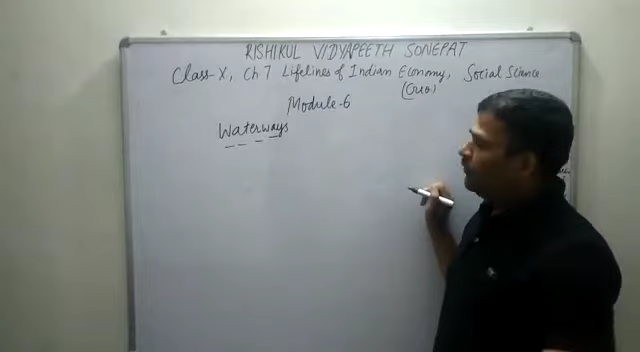 RISHIKUL VIDYAPEETH SONEPAT
Class-X, Ch 7 Lifelines of Indian Economy, Social Science
(Geo)
Module-6
Waterways